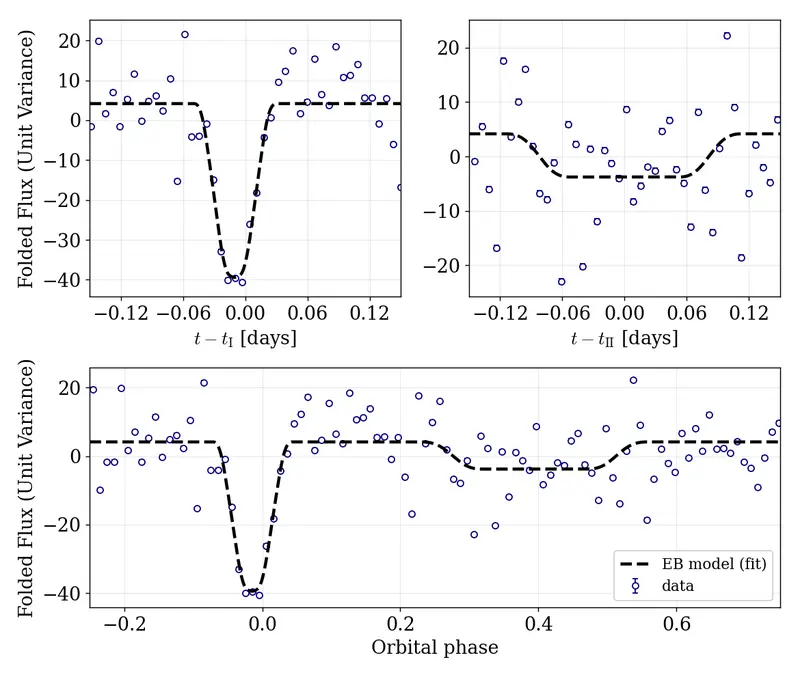 Folded Flux (Unit Variance)
20
10
0
−10
−20
−30
−40
−0.12 −0.06 0.00 0.06 0.12
t − t_I [days]
20
10
0
−10
−20
−0.12 −0.06 0.00 0.06 0.12
t − t_II [days]
Folded Flux (Unit Variance)
20
0
−20
−40
−0.2 0.0 0.2 0.4 0.6
Orbital phase
EB model (fit)
data